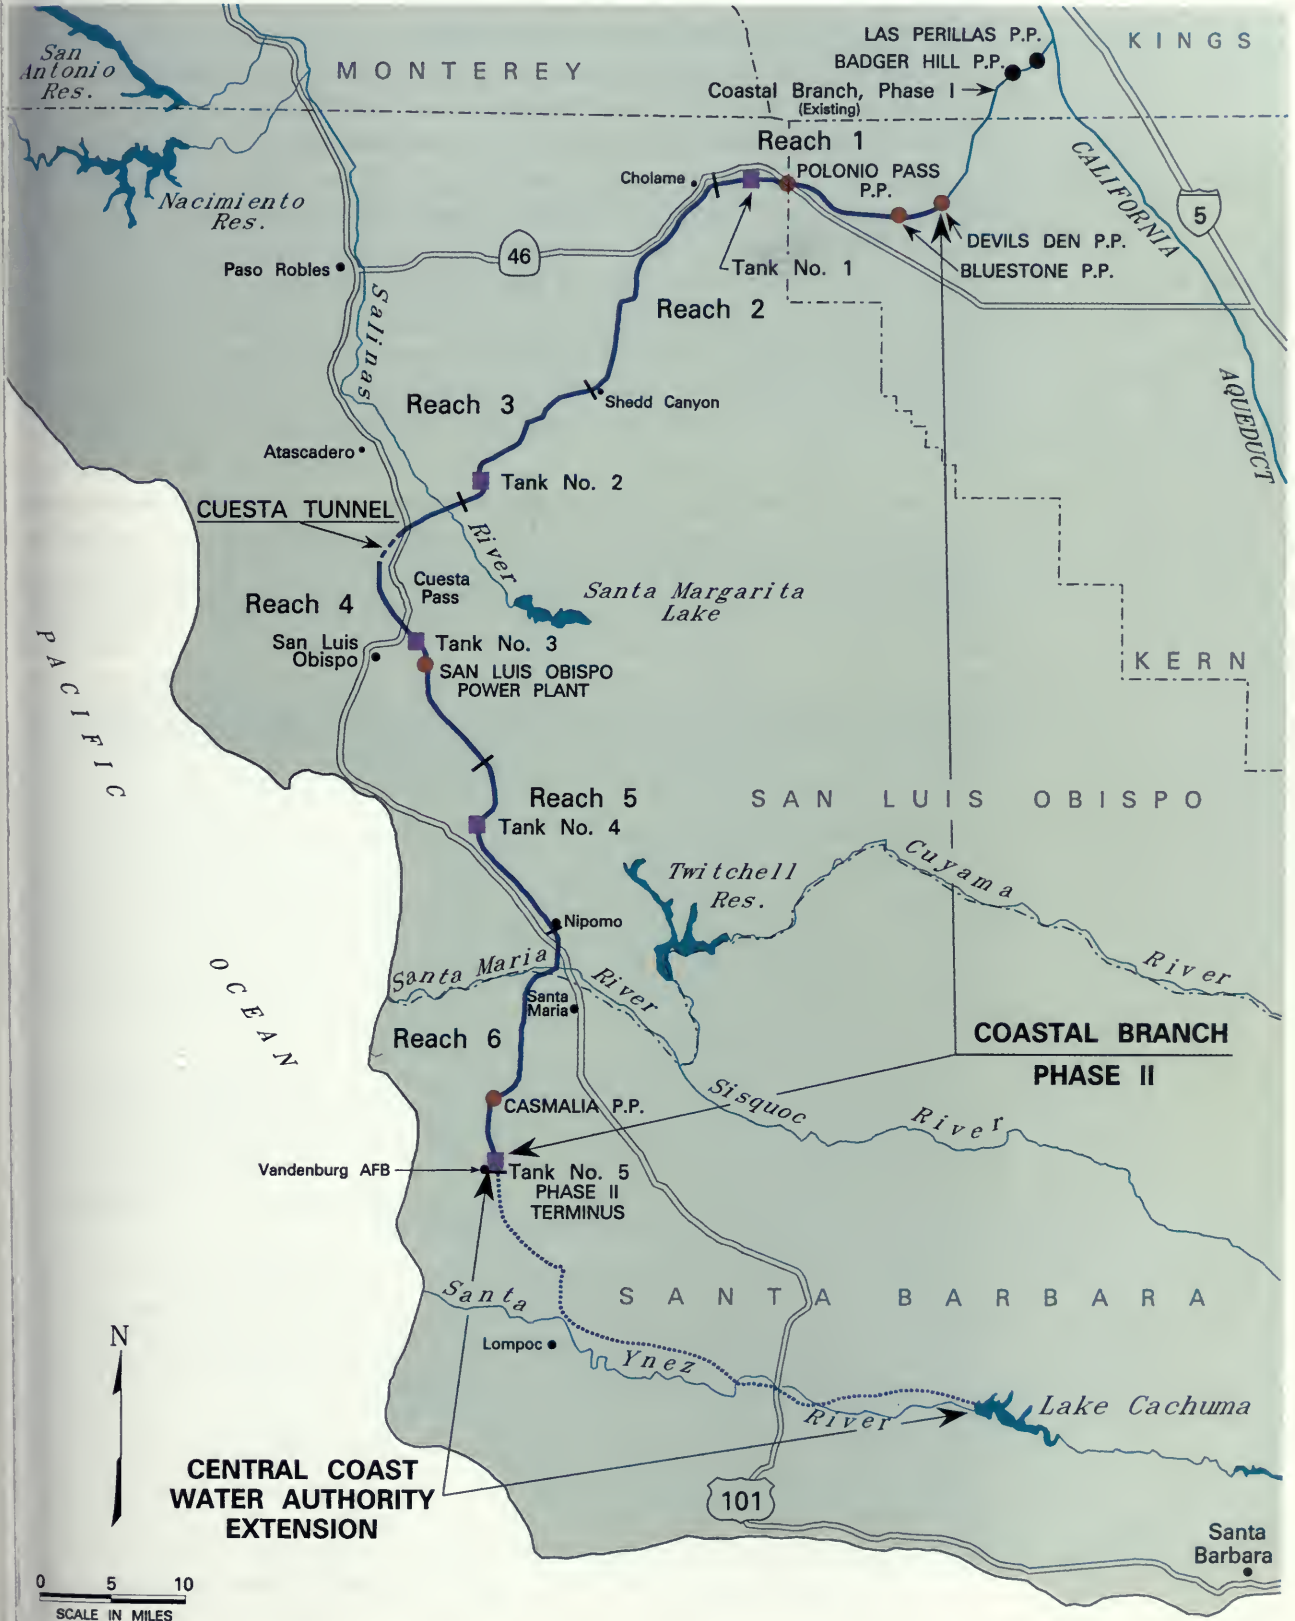 San
Antonio
Res.
MONTEREY
KINGS
LAS PERILLAS P.P.
BADGER HILL P.P.
Coastal Branch, Phase I
(Existing)
Reach 1
Cholame
POLONIO PASS
P.P.
CALIFORNIA
AQUEDUCT
5
Nacimiento
Res.
DEVILS DEN P.P.
BLUESTONE P.P.
Tank No. 1
46
Paso Robles
Salinas
River
Reach 2
Reach 3
Shedd Canyon
Atascadero
Tank No. 2
CUESTA TUNNEL
Cuesta
Pass
Santa Margarita
Lake
Reach 4
San Luis
Obispo
Tank No. 3
SAN LUIS OBISPO
POWER PLANT
KERN
PACIFIC
OCEAN
Reach 5
SAN LUIS OBISPO
Tank No. 4
Twitchell
Res.
Cuyama
River
Nipomo
Santa Maria
River
Santa
Maria
Reach 6
COASTAL BRANCH
PHASE II
CASMALIA P.P.
Sisquoc
River
Vandenburg AFB
Tank No. 5
PHASE II
TERMINUS
SANTA BARBARA
Santa
Ynez
River
Lompoc
Lake Cachuma
N
CENTRAL COAST
WATER AUTHORITY
EXTENSION
101
Santa
Barbara
0 5 10
SCALE IN MILES